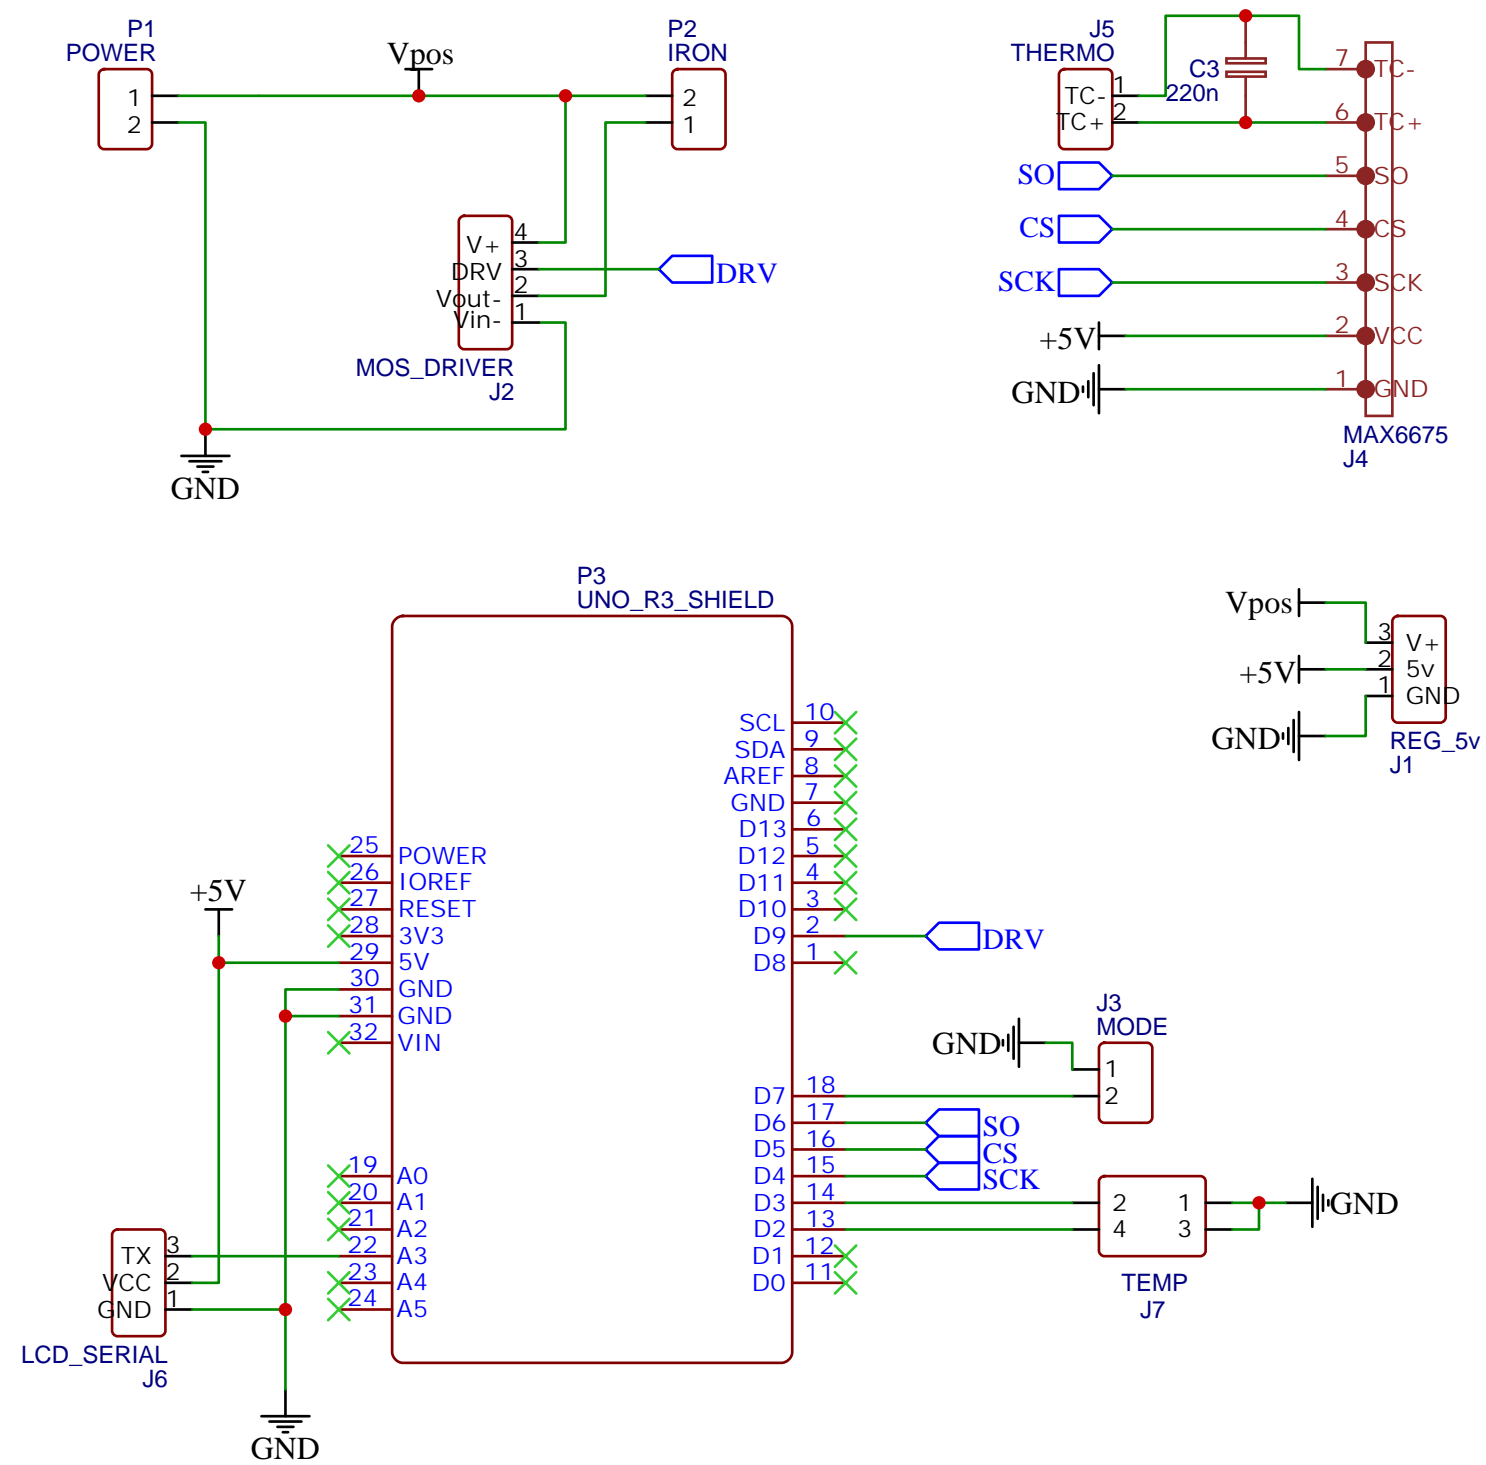 P1
POWER
1
2
Vpos
P2
IRON
2
1
V+ 4
DRV 3
Vout- 2
Vin- 1
DRV
MOS_DRIVER
J2
GND
J5
THERMO
TC- 1
TC+ 2
C3
220n
7 TC-
6 TC+
SO 5 SO
CS 4 CS
SCK 3 SCK
+5V 2 VCC
GND 1 GND
MAX6675
J4
P3
UNO_R3_SHIELD
SCL 10
SDA 9
AREF 8
GND 7
D13 6
D12 5
D11 4
D10 3
D9 2 DRV
D8 1
25 POWER
26 IOREF
27 RESET
28 3V3
29 5V
30 GND
31 GND
32 VIN
+5V
D7 18
D6 17 SO
D5 16 CS
D4 15 SCK
D3 14
D2 13
D1 12
D0 11
19 A0
20 A1
21 A2
22 A3
23 A4
24 A5
TX 3
VCC 2
GND 1
LCD_SERIAL
J6
GND
Vpos
+5V
GND
3 V+
2 5v
1 GND
REG_5v
J1
J3
MODE
GND
1
2
2 1
4 3
GND
TEMP
J7